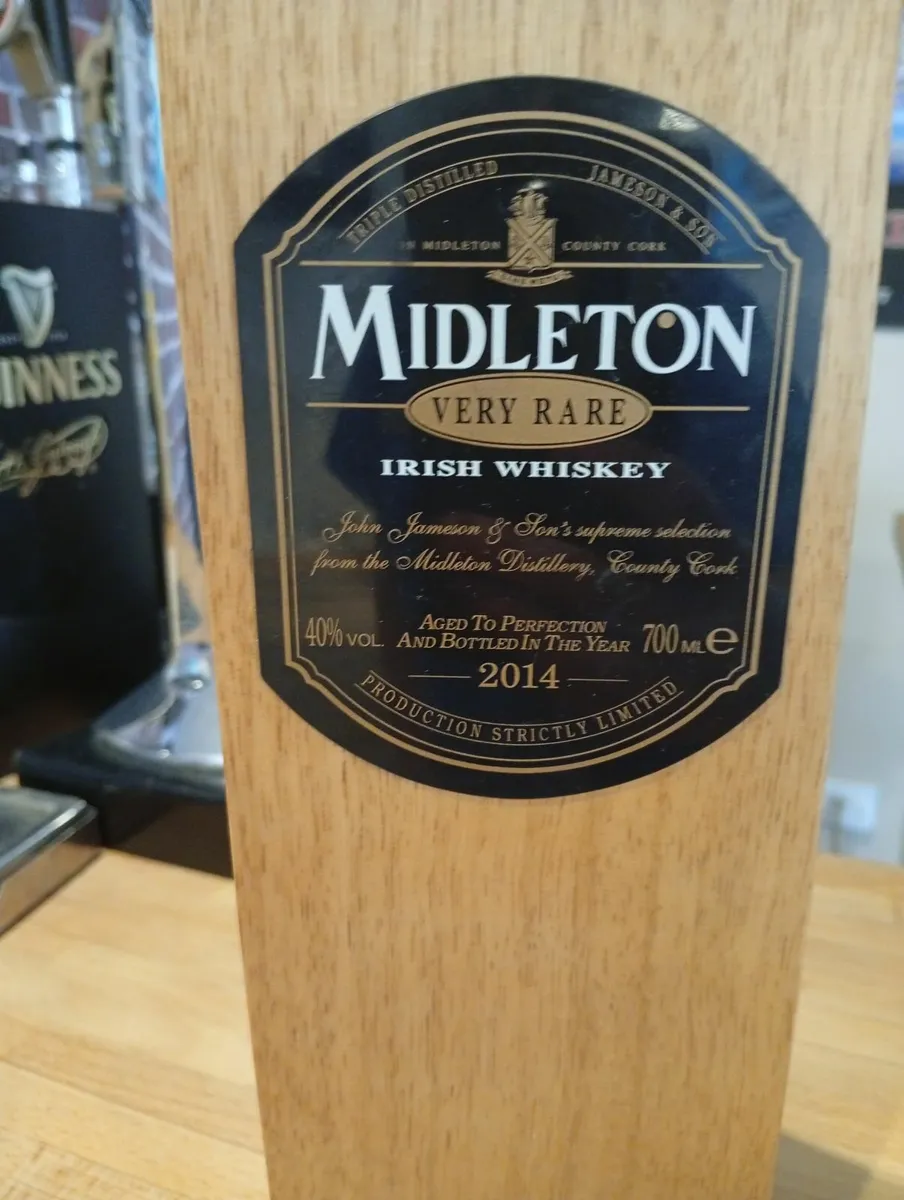 TRIPLE DISTILLED
JAMESON & SON
IN MIDLETON COUNTY CORK
MIDLETON
VERY RARE
IRISH WHISKEY
John Jameson & Son's supreme selection
from the Midleton Distillery, County Cork
40% VOL.
AGED TO PERFECTION
AND BOTTLED IN THE YEAR
2014
700 ML e
PRODUCTION STRICTLY LIMITED
INNESS